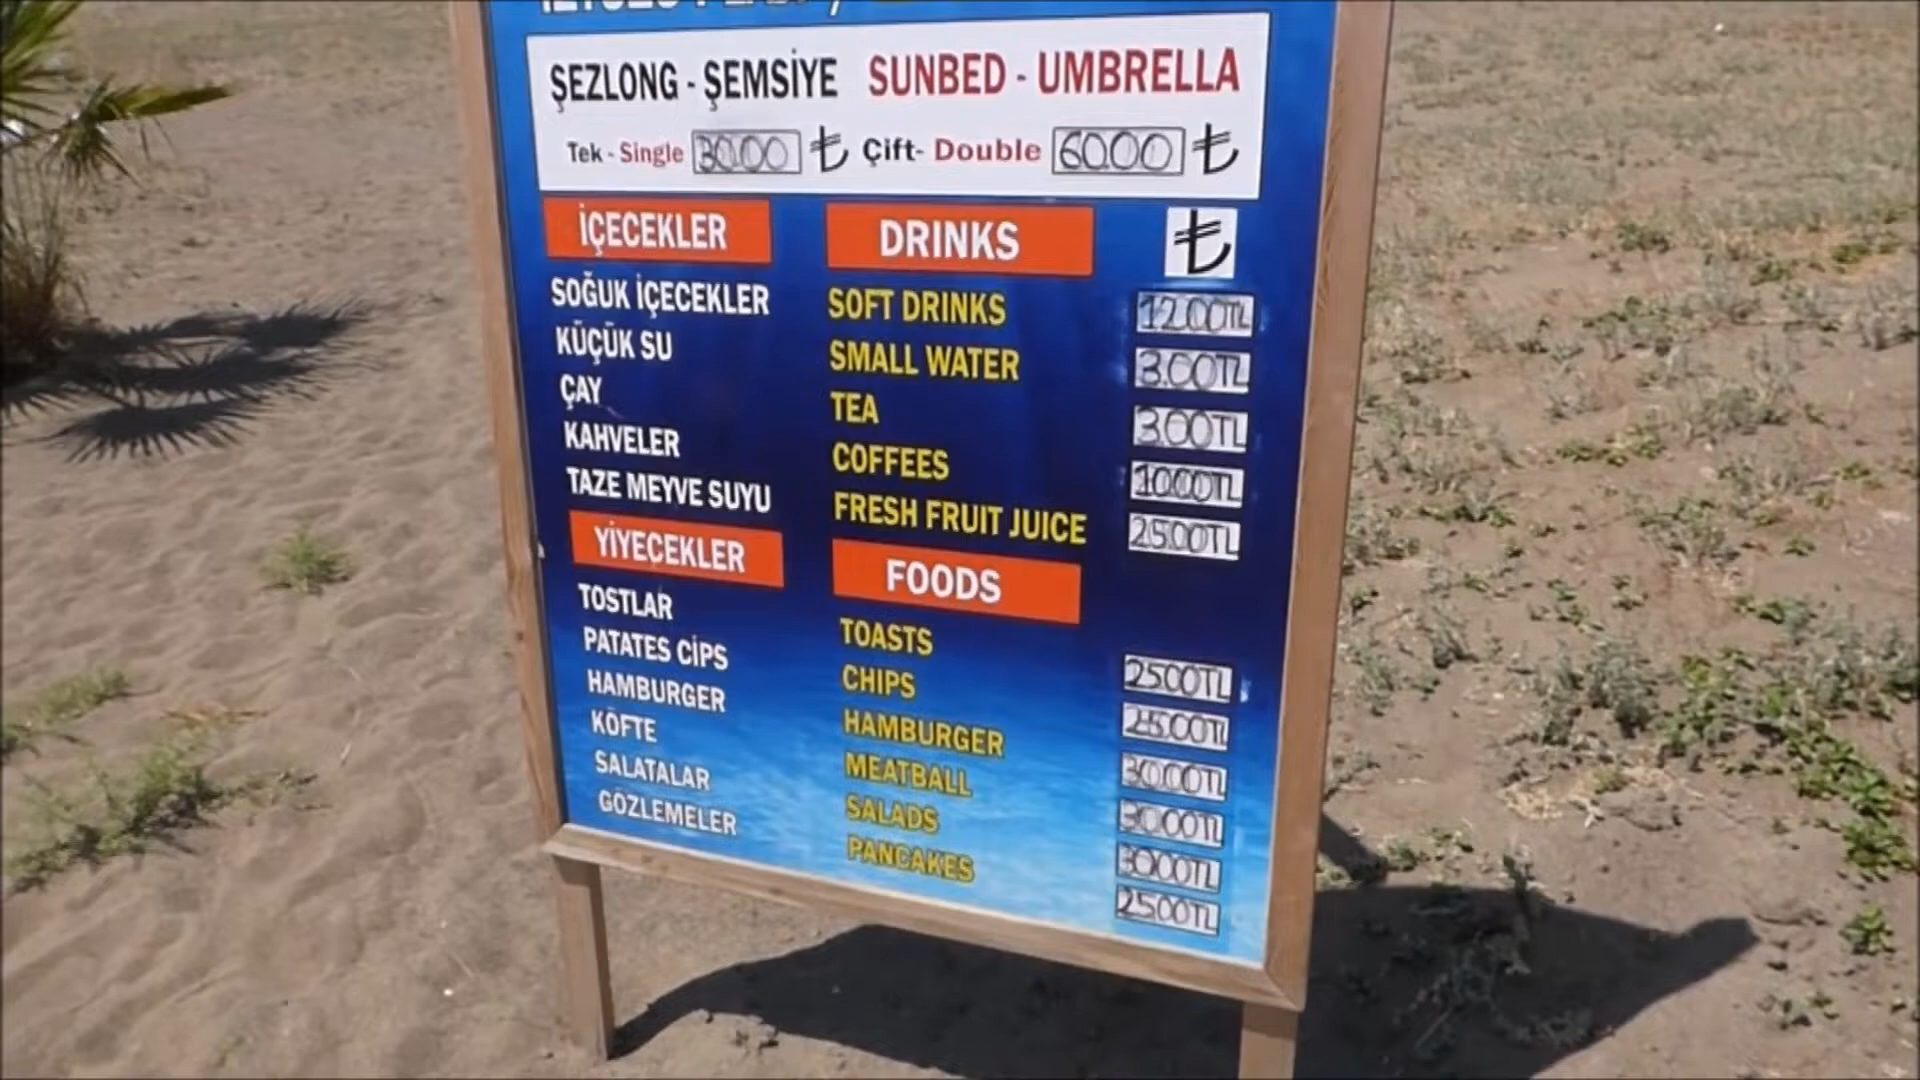 ŞEZLONG - ŞEMSİYE SUNBED - UMBRELLA
Tek - Single 30.00 ₺ Çift- Double 60.00 ₺
İÇECEKLER DRINKS ₺
SOĞUK İÇECEKLER SOFT DRINKS 12.00TL
KÜÇÜK SU SMALL WATER 3.00TL
ÇAY TEA 3.00TL
KAHVELER COFFEES 10.00TL
TAZE MEYVE SUYU FRESH FRUIT JUICE 25.00TL
YİYECEKLER FOODS
TOSTLAR TOASTS 25.00TL
PATATES CİPS CHIPS 25.00TL
HAMBURGER HAMBURGER 30.00TL
KÖFTE MEATBALL 30.00TL
SALATALAR SALADS 30.00TL
GÖZLEMELER PANCAKES 25.00TL